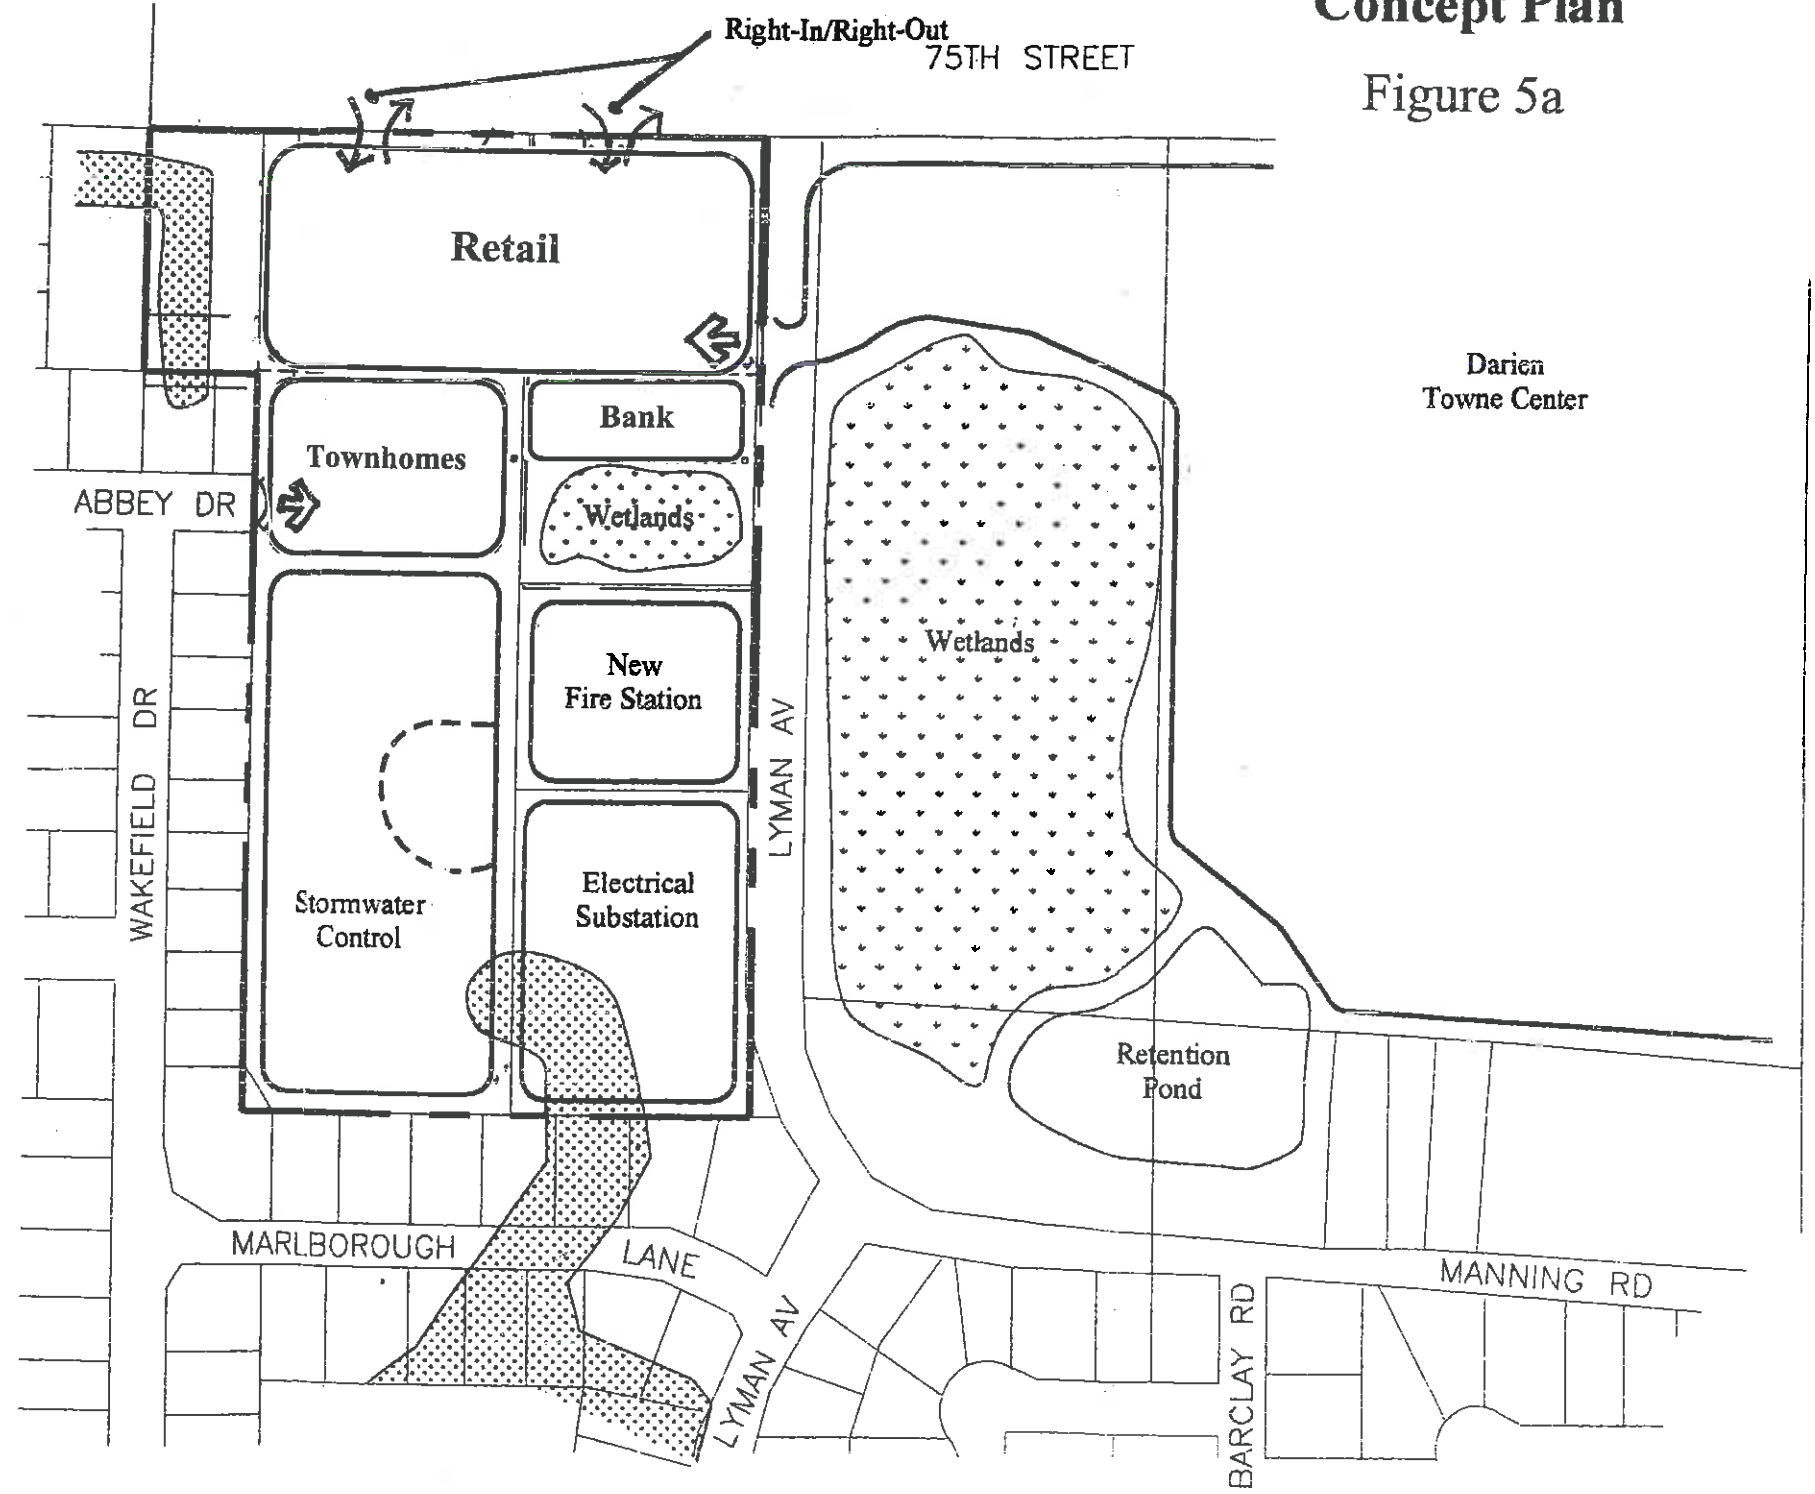 Concept Plan
Figure 5a
Right-In/Right-Out
75TH STREET
Retail
Darien
Towne Center
Bank
Townhomes
ABBEY DR
Wetlands
Wetlands
New
Fire Station
WAKEFIELD DR
LYMAN AV
Electrical
Substation
Stormwater
Control
Retention
Pond
MARLBOROUGH LANE
MANNING RD
LYMAN AV
BARCLAY RD